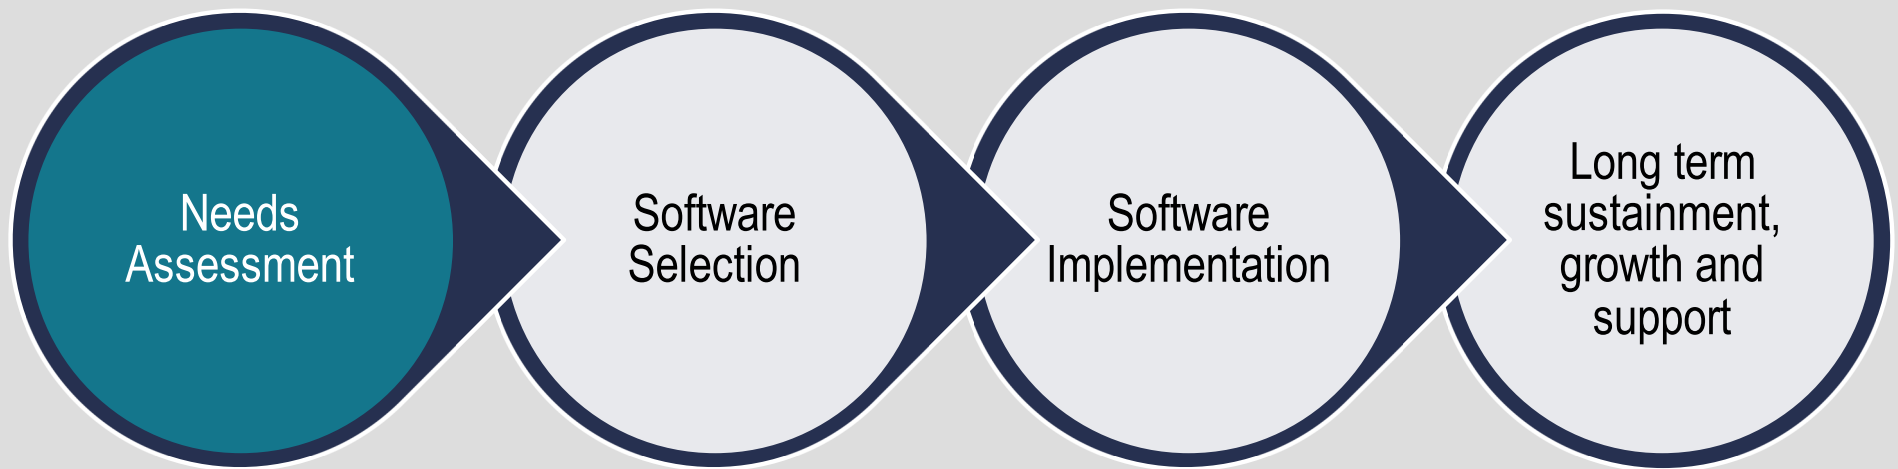 Needs
Assessment
Software
Selection
Software
Implementation
Long term
sustainment,
growth and
support